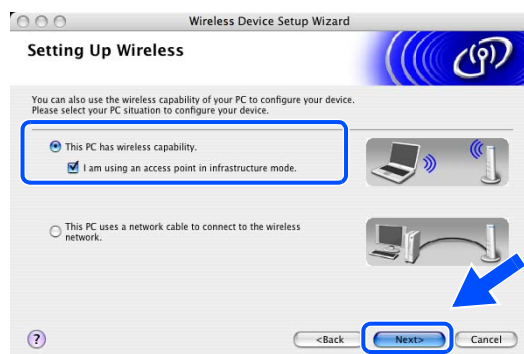 Wireless Device Setup Wizard
Setting Up Wireless
You can also use the wireless capability of your PC to configure your device.
Please select your PC situation to configure your device.
This PC has wireless capability.
I am using an access point in infrastructure mode.
This PC uses a network cable to connect to the wireless
network.
?
<Back
Next>
Cancel